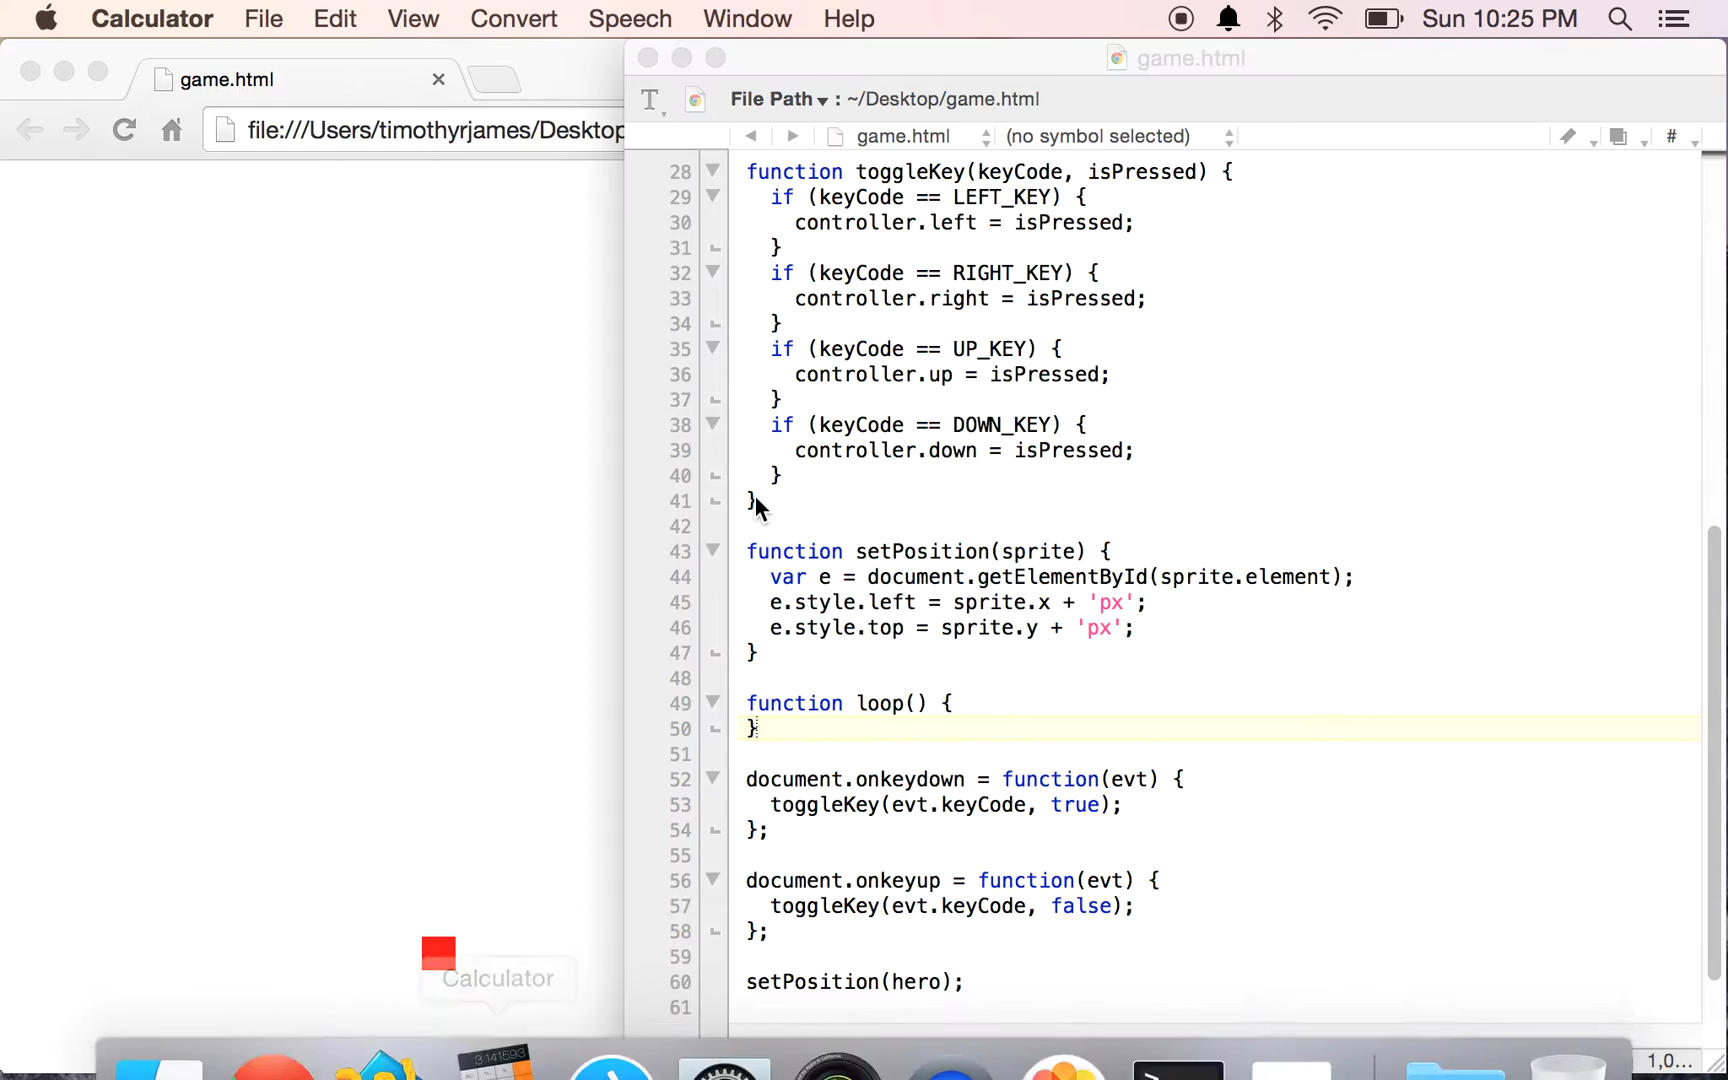 Calculator File Edit View Convert Speech Window Help Sun 10:25 PM
game.html
file:///Users/timothyrjames/Desktop
game.html
File Path : ~/Desktop/game.html
game.html (no symbol selected) #
28 function toggleKey(keyCode, isPressed) {
29 if (keyCode == LEFT_KEY) {
30 controller.left = isPressed;
31 }
32 if (keyCode == RIGHT_KEY) {
33 controller.right = isPressed;
34 }
35 if (keyCode == UP_KEY) {
36 controller.up = isPressed;
37 }
38 if (keyCode == DOWN_KEY) {
39 controller.down = isPressed;
40 }
41 }
42
43 function setPosition(sprite) {
44 var e = document.getElementById(sprite.element);
45 e.style.left = sprite.x + 'px';
46 e.style.top = sprite.y + 'px';
47 }
48
49 function loop() {
50 }
51
52 document.onkeydown = function(evt) {
53 toggleKey(evt.keyCode, true);
54 };
55
56 document.onkeyup = function(evt) {
57 toggleKey(evt.keyCode, false);
58 };
59
60 setPosition(hero);
61
Calculator
3.141593
1,0...